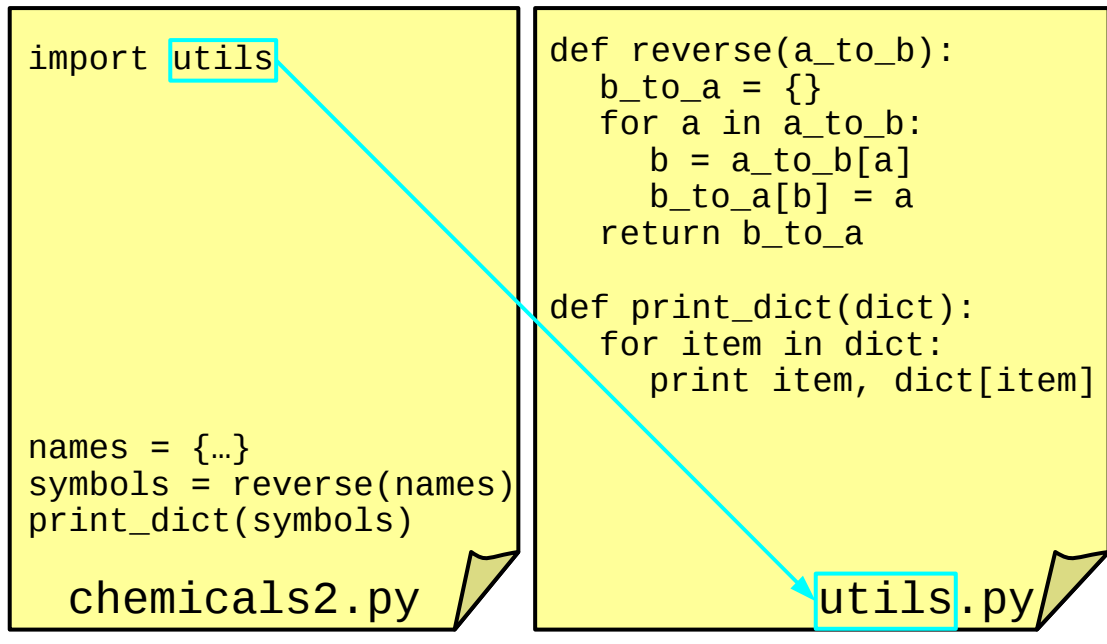 import utils
names = {…}
symbols = reverse(names)
print_dict(symbols)
chemicals2.py
def reverse(a_to_b):
b_to_a = {}
for a in a_to_b:
b = a_to_b[a]
b_to_a[b] = a
return b_to_a
def print_dict(dict):
for item in dict:
print item, dict[item]
utils.py